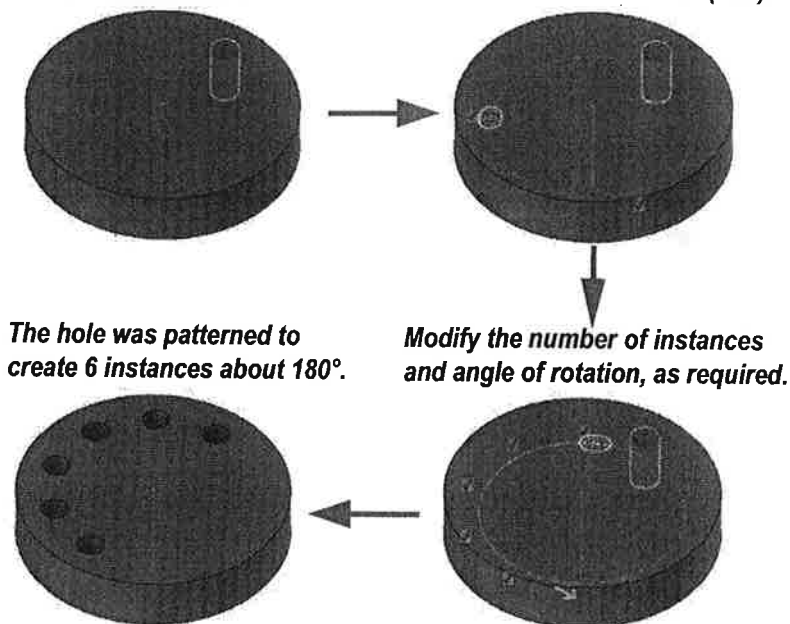 The hole was patterned to
create 6 instances about 180°.
Modify the number of instances
and angle of rotation, as required.